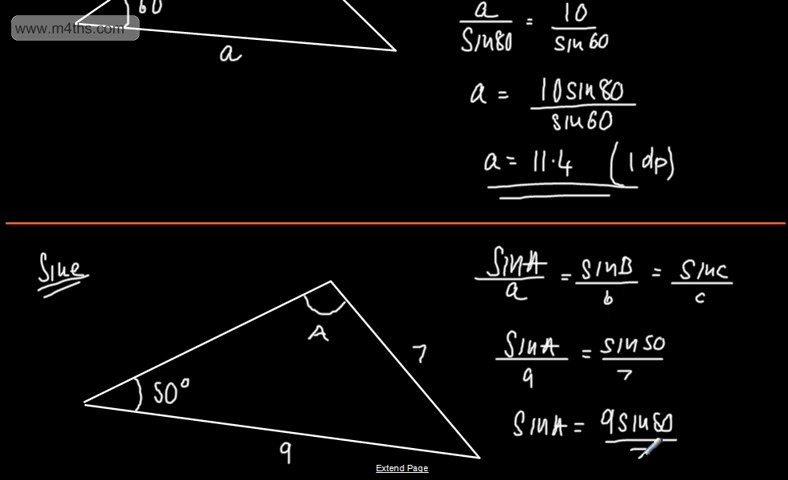 www.m4ths.com
60
a
a/sin80 = 10/sin60
a = 10sin80/sin60
a = 11.4 (1dp)
Sine
A
50°
7
9
SinA/a = SinB/b = SinC/c
SinA/9 = sin50/7
SinA = 9sin50/7
Extend Page